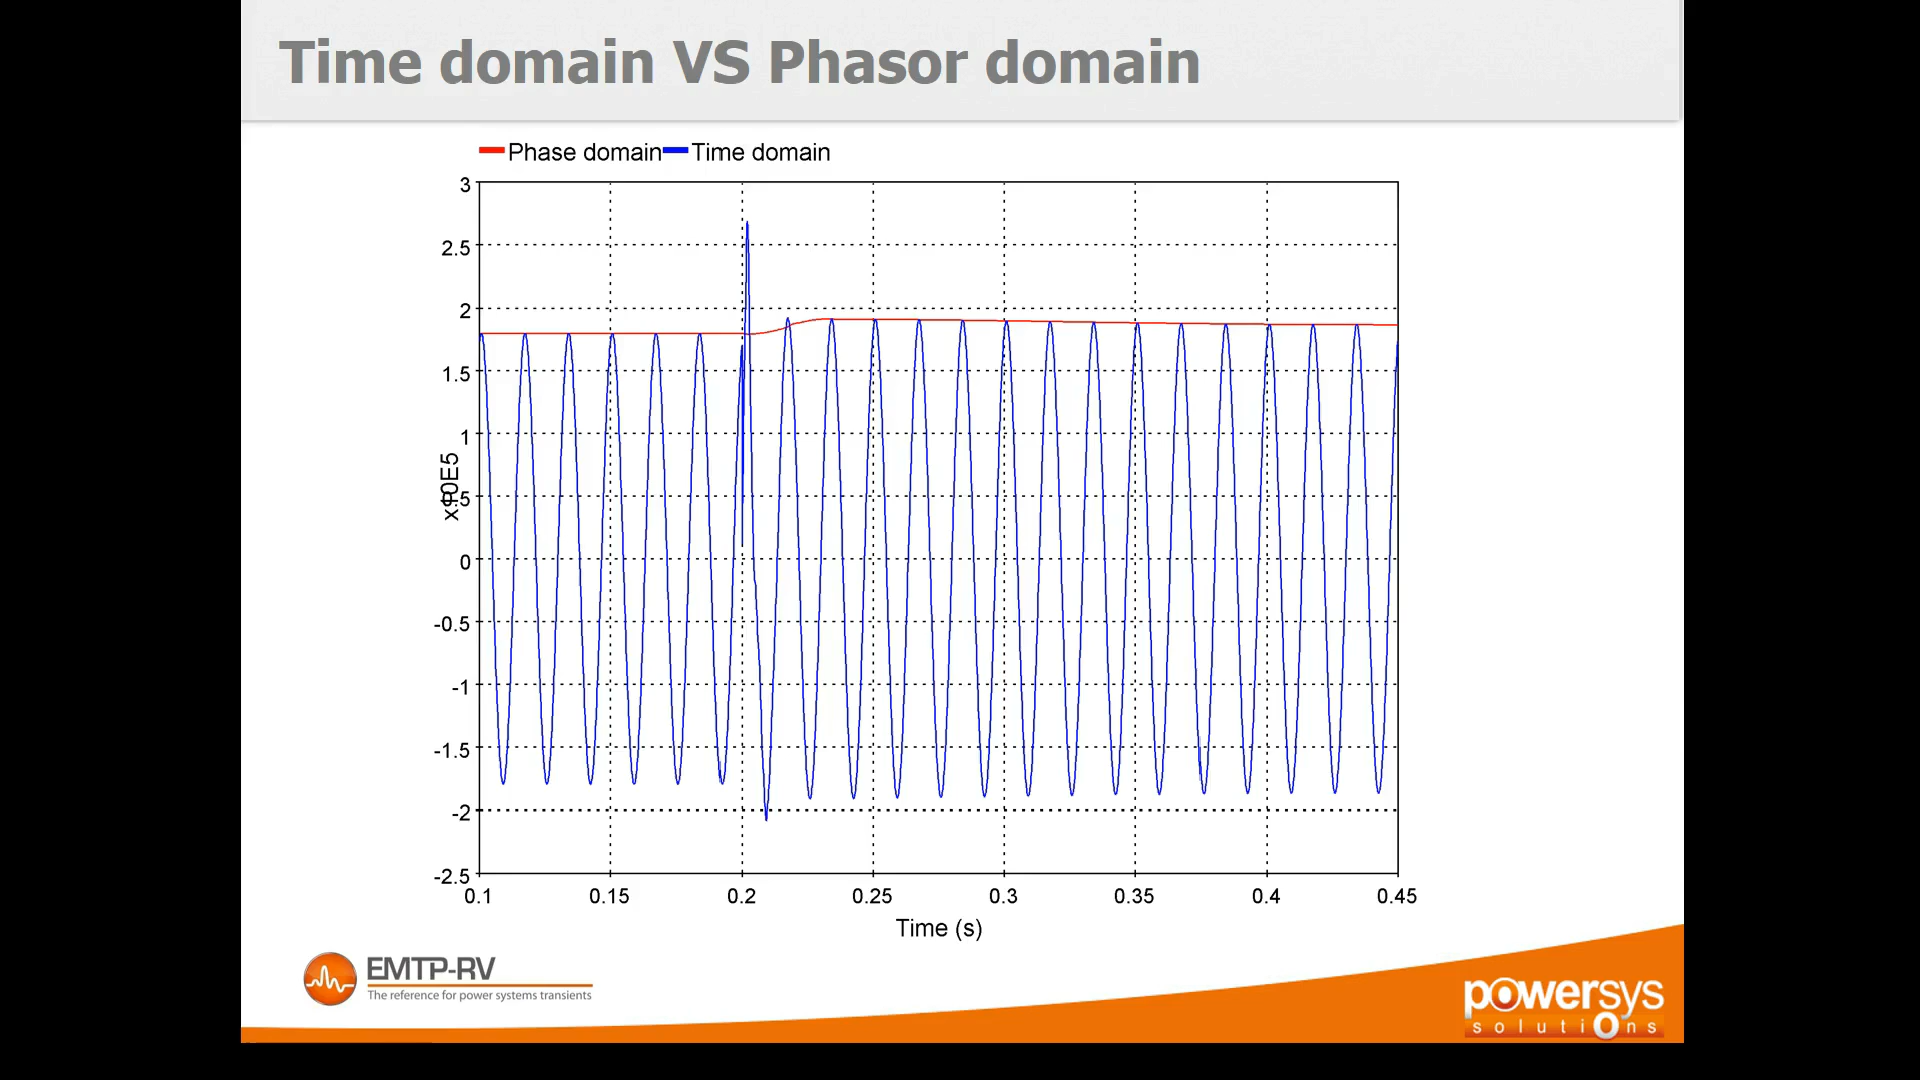 Time domain VS Phasor domain
Phase domain Time domain
3
2.5
2
1.5
1
0
-0.5
-1
-1.5
-2
-2.5
0.1 0.15 0.2 0.25 0.3 0.35 0.4 0.45
Time (s)
EMTP-RV
The reference for power systems transients
powersys
solutiOns